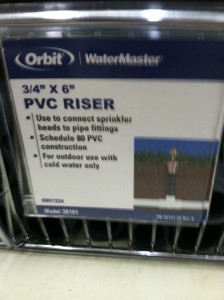 Orbit WaterMaster
3/4" X 6"
PVC RISER
Use to connect sprinkler
heads to pipe fittings
Schedule 80 PVC
construction
For outdoor use with
cold water only
Model 38101